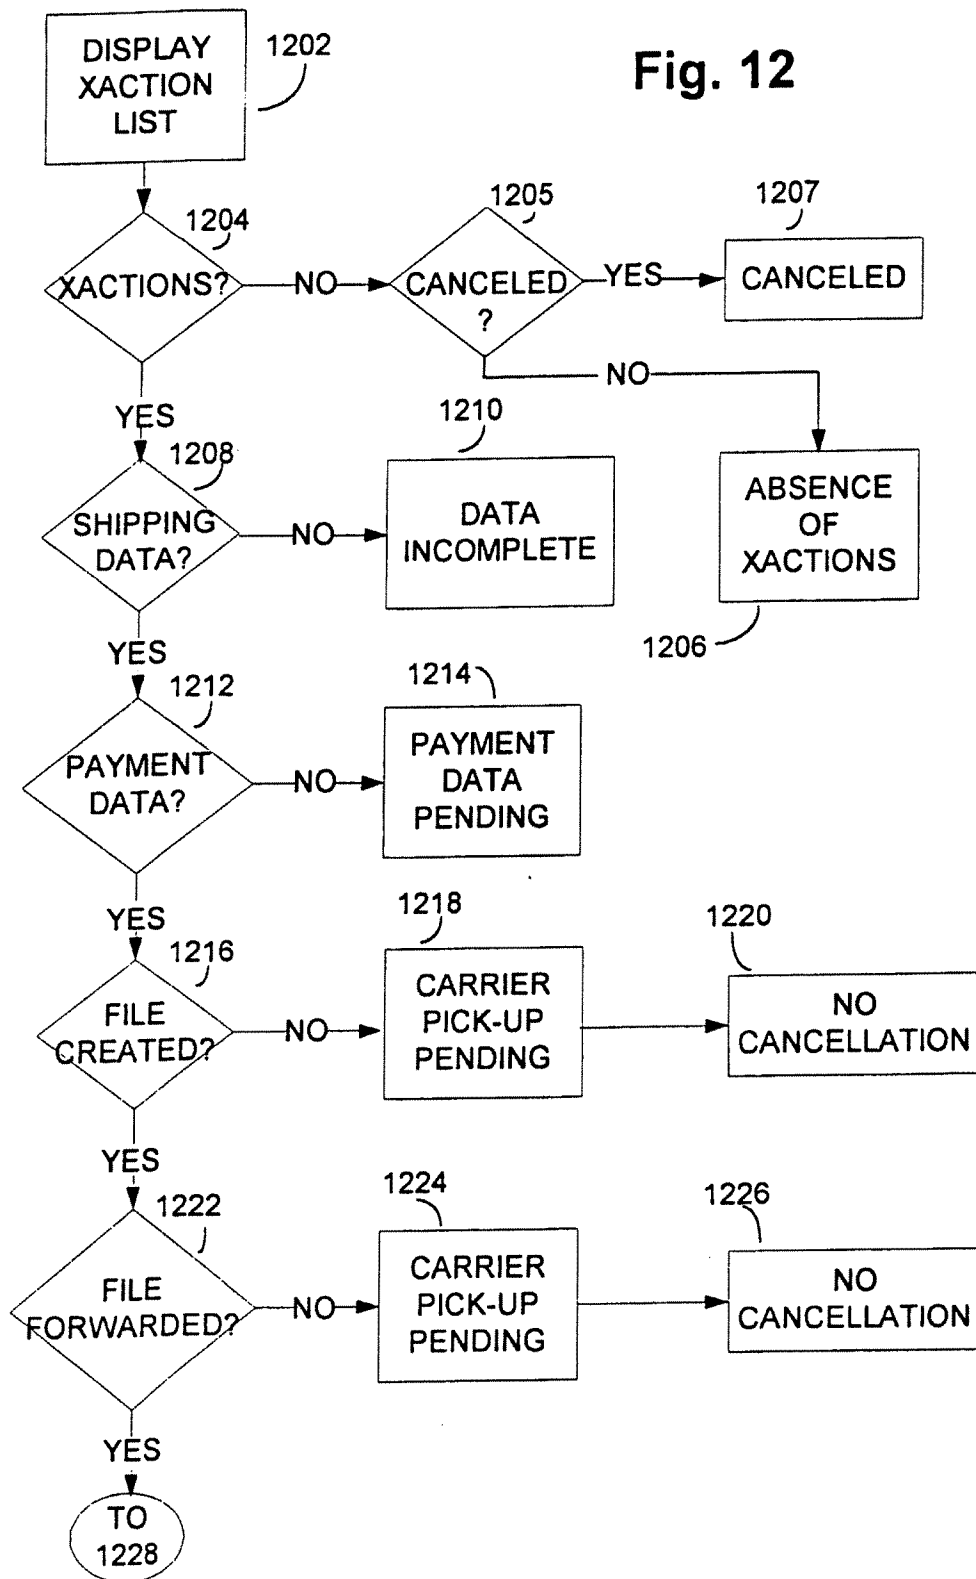 Fig. 12
DISPLAY
XACTION
LIST
1202
1204
XACTIONS?
NO
1205
CANCELED
?
YES
1207
CANCELED
NO
YES
1206
ABSENCE
OF
XACTIONS
1208
SHIPPING
DATA?
NO
1210
DATA
INCOMPLETE
YES
1212
PAYMENT
DATA?
NO
1214
PAYMENT
DATA
PENDING
YES
1216
FILE
CREATED?
NO
1218
CARRIER
PICK-UP
PENDING
1220
NO
CANCELLATION
YES
1222
FILE
FORWARDED?
NO
1224
CARRIER
PICK-UP
PENDING
1226
NO
CANCELLATION
YES
TO
1228